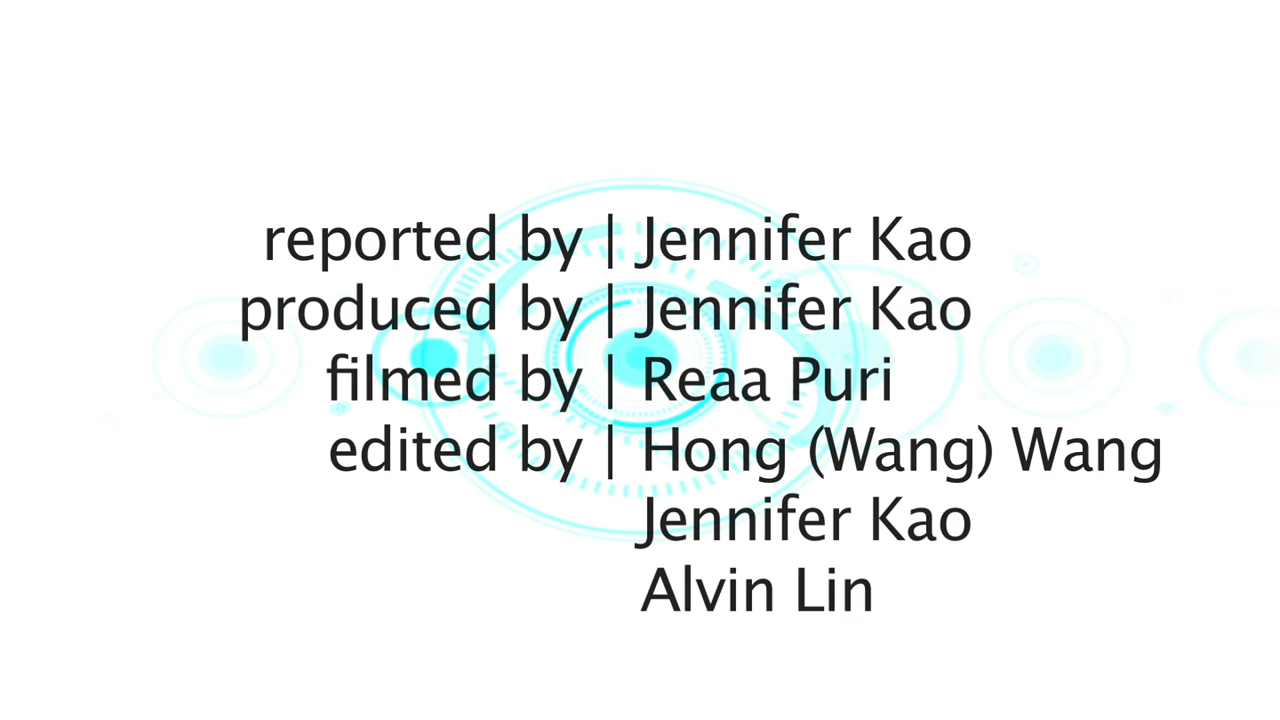 reported by | Jennifer Kao
produced by | Jennifer Kao
filmed by | Reaa Puri
edited by | Hong (Wang) Wang
Jennifer Kao
Alvin Lin